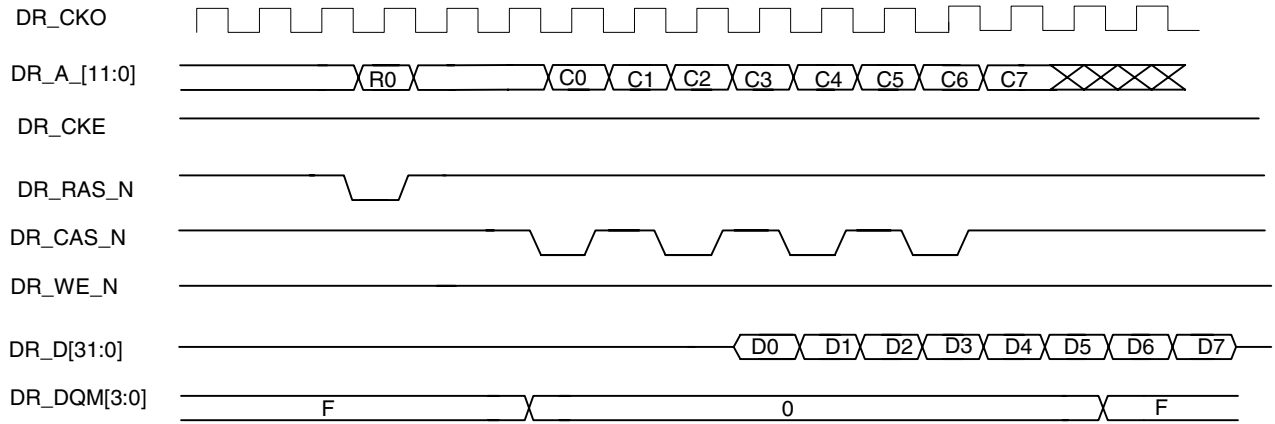 DR_CKO
DR_A_[11:0] R0 C0 C1 C2 C3 C4 C5 C6 C7
DR_CKE
DR_RAS_N
DR_CAS_N
DR_WE_N
DR_D[31:0] D0 D1 D2 D3 D4 D5 D6 D7
DR_DQM[3:0] F 0 F